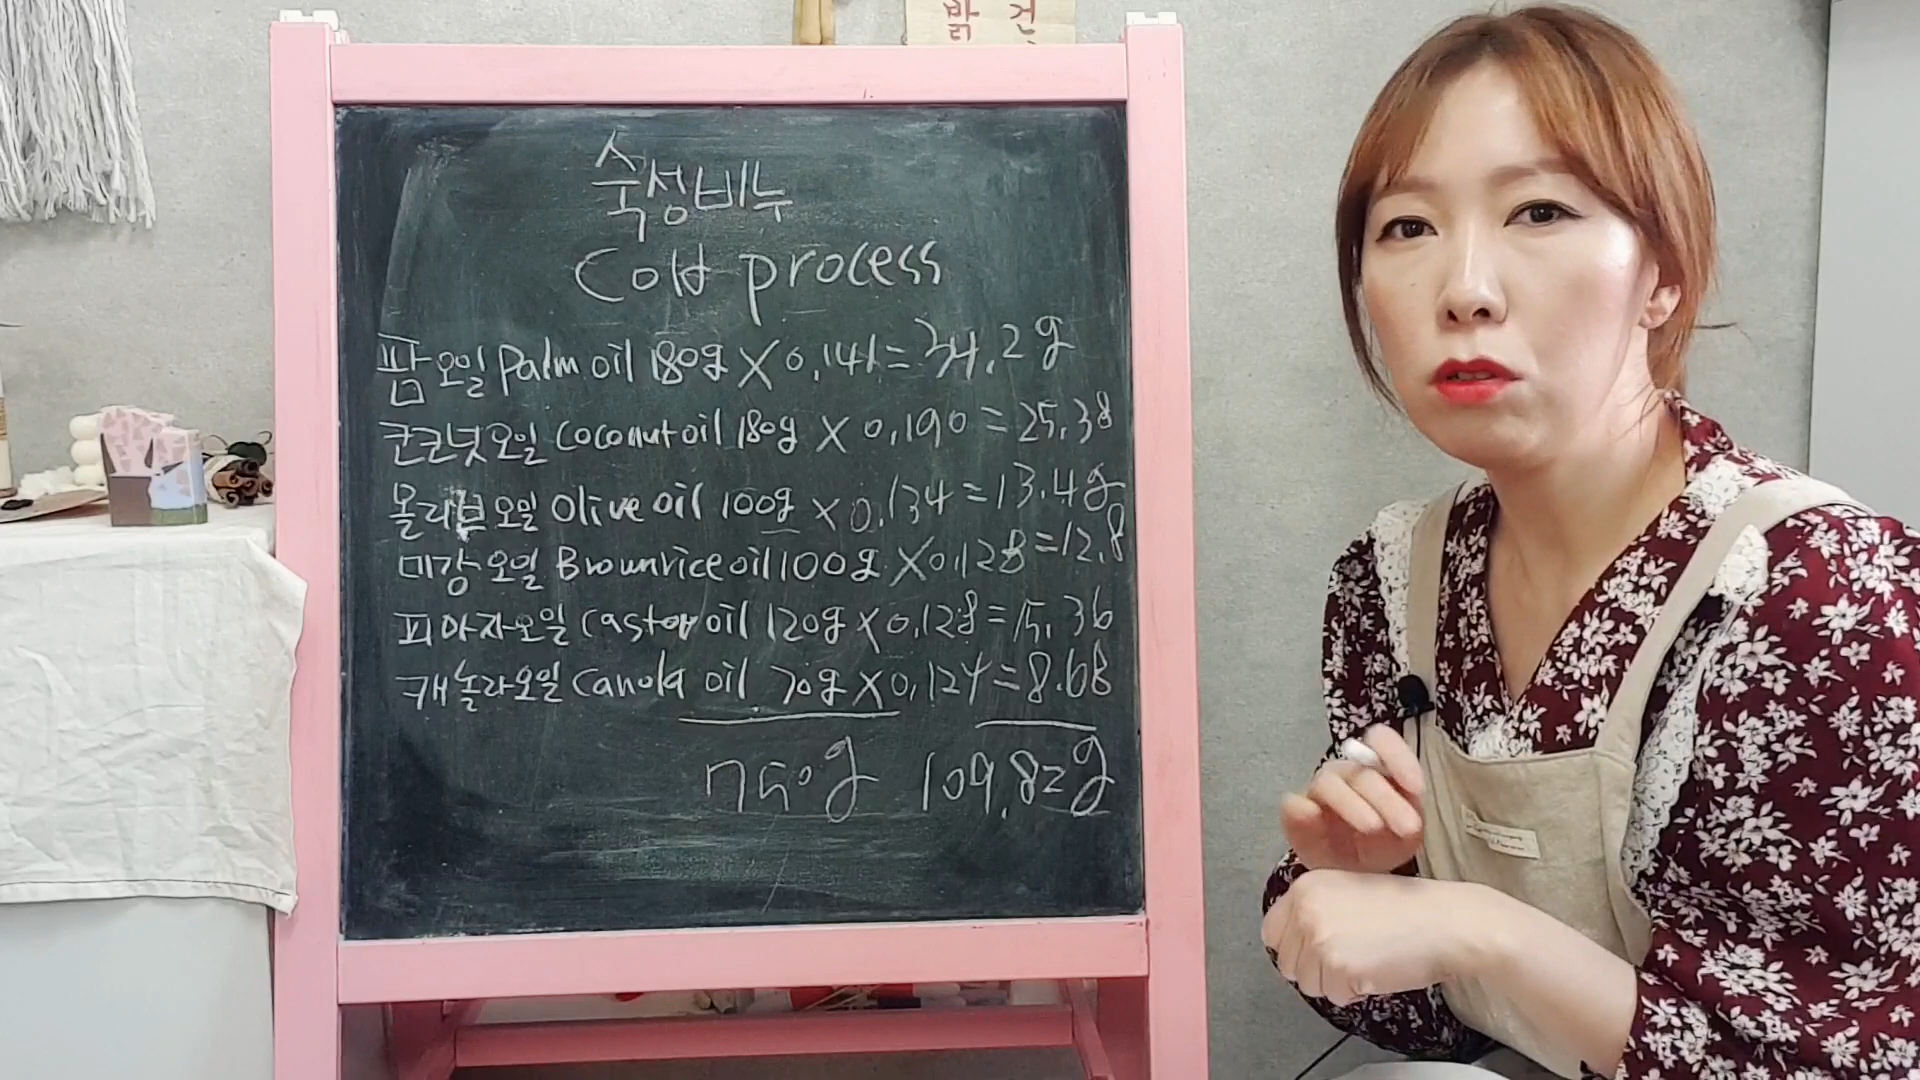 밝 건
숙성비누
Cold process
팜오일 Palm oil 180g X 0.141 = 34.2g
코코넛오일 Coconut oil 180g X 0.190 = 25.38
올리브오일 Olive oil 100g X 0.134 = 13.4g
미강오일 Brownrice oil 100g X 0.128 = 12.8
피마자오일 Castor oil 120g X 0.128 = 15.36
캐놀라오일 Canola oil 70g X 0.124 = 8.68
750g 109.82g